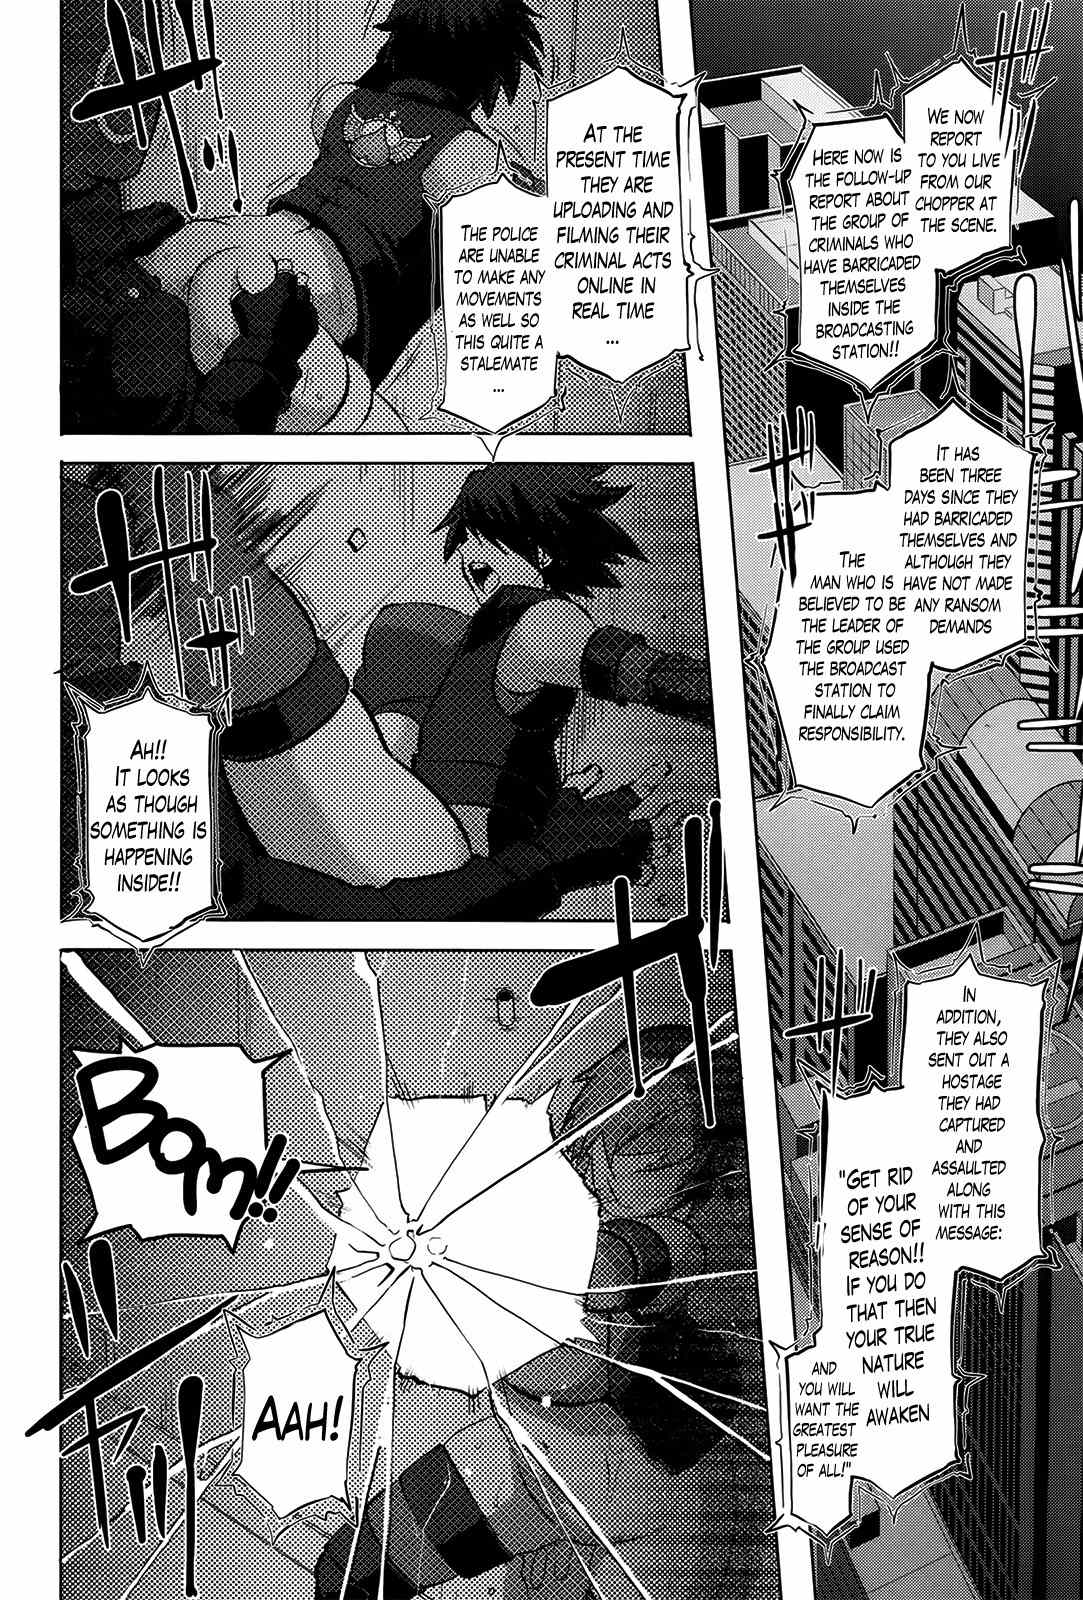 WE NOW
REPORT
TO YOU LIVE
FROM OUR
CHOPPER AT
THE SCENE.
HERE NOW IS
THE FOLLOW-UP
REPORT ABOUT
THE GROUP OF
CRIMINALS WHO
HAVE BARRICADED
THEMSELVES
INSIDE THE
BROADCASTING
STATION!!
IT HAS
BEEN THREE
DAYS SINCE THEY
HAD BARRICADED
THEMSELVES AND
ALTHOUGH THEY
HAVE NOT MADE
ANY RANSOM
DEMANDS
THE
MAN WHO IS
BELIEVED TO BE
THE LEADER OF
THE GROUP USED
THE BROADCAST
STATION TO
FINALLY CLAIM
RESPONSIBILITY.
IN
ADDITION,
THEY ALSO
SENT OUT A
HOSTAGE
THEY HAD
CAPTURED
AND
ASSAULTED
ALONG
WITH THIS
MESSAGE:
"GET RID
OF YOUR
SENSE OF
REASON!!
IF YOU DO
THAT THEN
YOUR TRUE
NATURE
WILL
AWAKEN
AND
YOU WILL
WANT THE
GREATEST
PLEASURE
OF ALL!"
AT THE
PRESENT TIME
THEY ARE
UPLOADING AND
FILMING THEIR
CRIMINAL ACTS
ONLINE IN
REAL TIME
...
THE POLICE
ARE UNABLE
TO MAKE ANY
MOVEMENTS
AS WELL SO
THIS QUITE A
STALEMATE
...
AH!!
IT LOOKS
AS THOUGH
SOMETHING IS
HAPPENING
INSIDE!!
BOM!!
AAH!